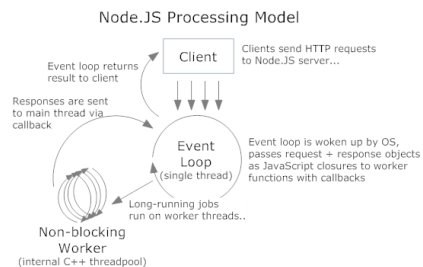 Node.JS Processing Model
Client
Clients send HTTP requests
to Node.JS server...
Event loop returns
result to client
Responses are sent
to main thread via
callback
Event
Loop
(single thread)
Event loop is woken up by OS,
passes request + response objects
as JavaScript closures to worker
functions with callbacks
Long-running jobs
run on worker threads..
Non-blocking
Worker
(internal C++ threadpool)